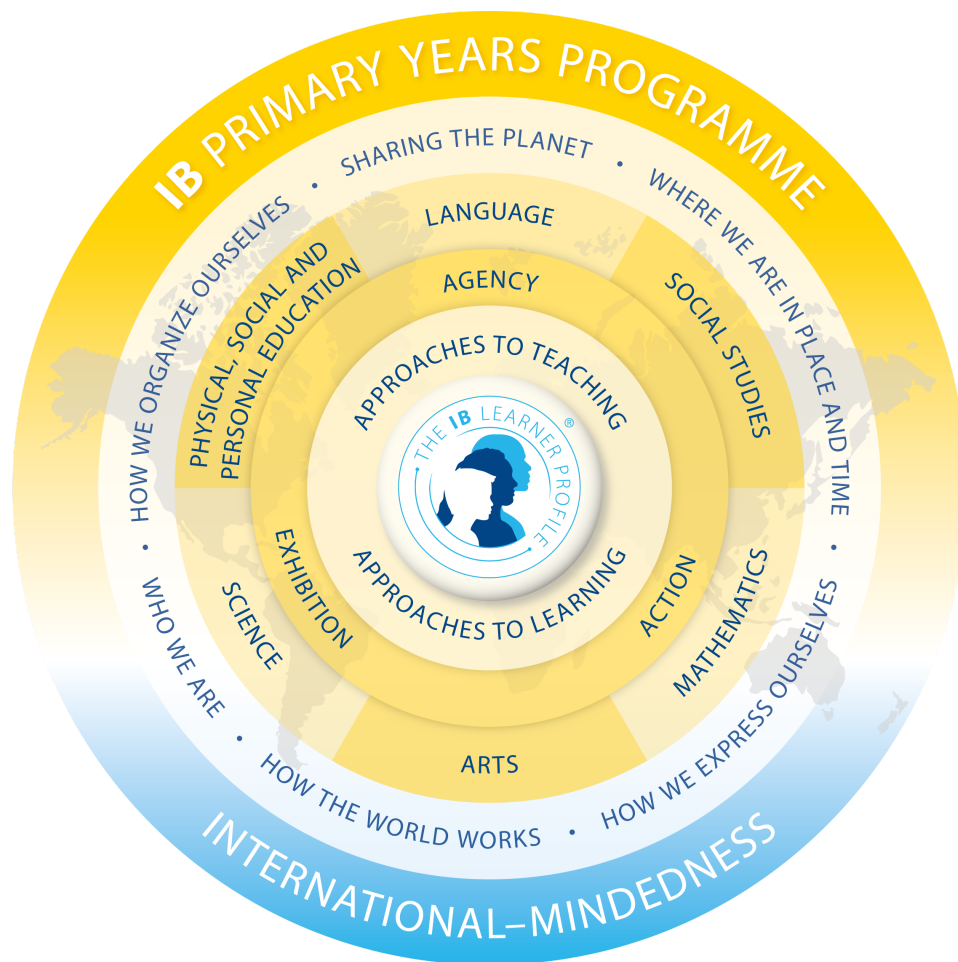 IB PRIMARY YEARS PROGRAMME
SHARING THE PLANET
•
WHERE WE ARE IN PLACE AND TIME
•
HOW WE EXPRESS OURSELVES
•
HOW THE WORLD WORKS
•
WHO WE ARE
•
HOW WE ORGANIZE OURSELVES
•
LANGUAGE
SOCIAL STUDIES
MATHEMATICS
ARTS
SCIENCE
PHYSICAL, SOCIAL AND
PERSONAL EDUCATION
AGENCY
ACTION
EXHIBITION
APPROACHES TO TEACHING
THE IB LEARNER PROFILE ®
APPROACHES TO LEARNING
INTERNATIONAL–MINDEDNESS